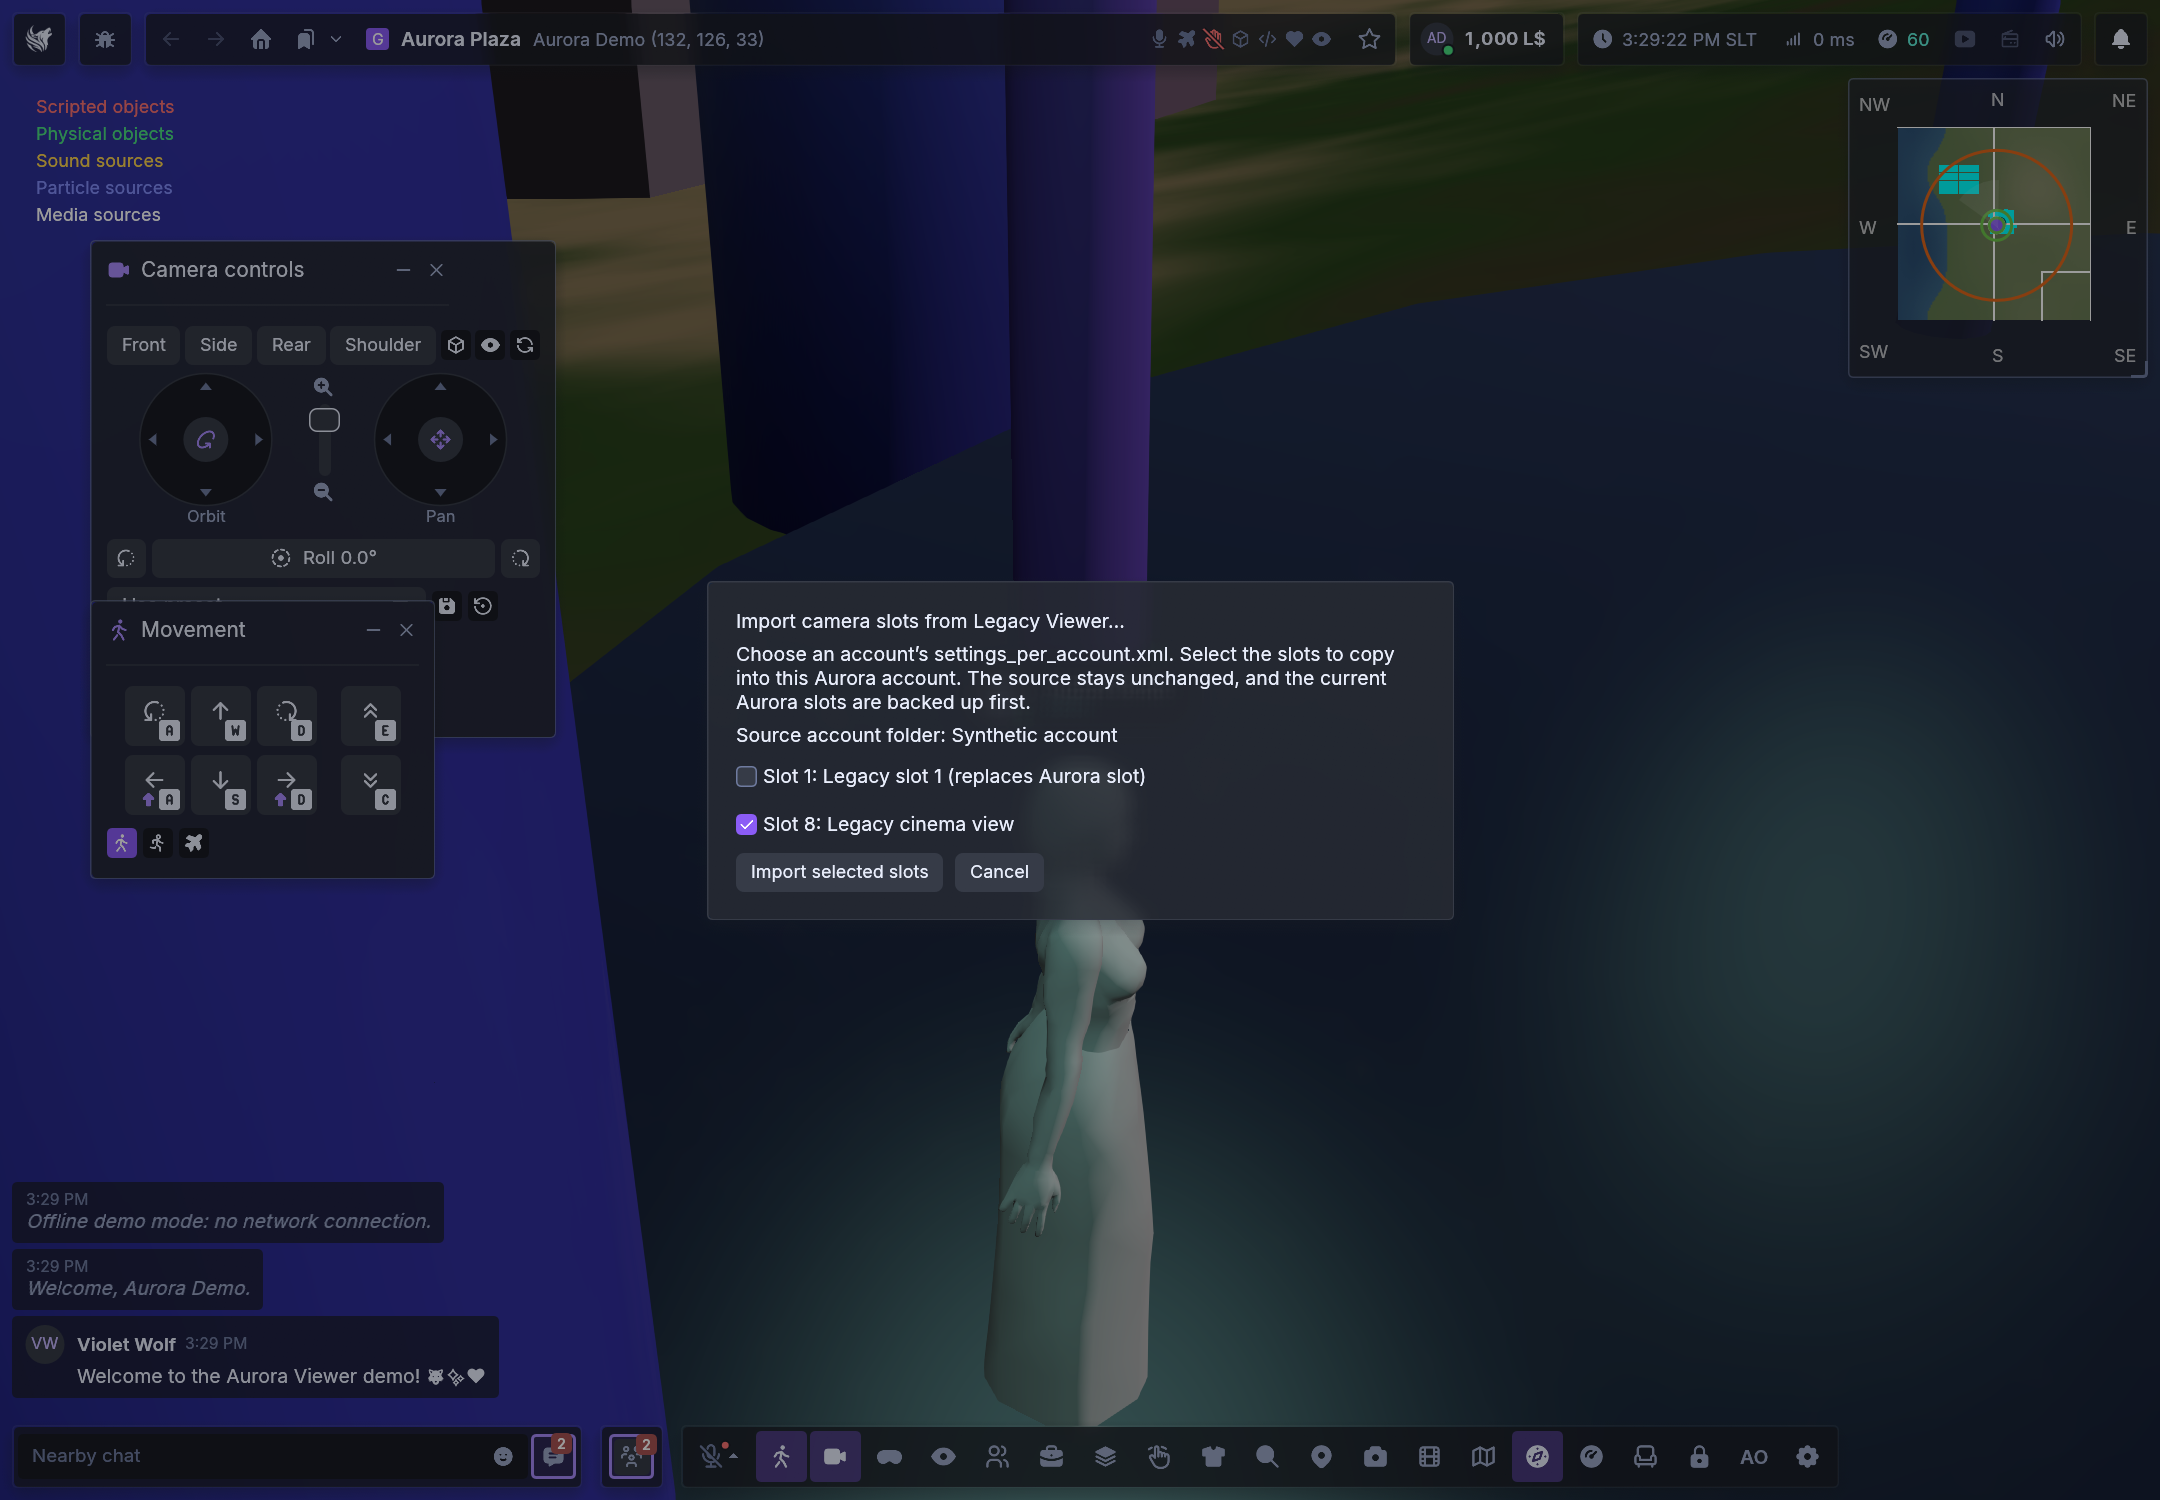 G Aurora Plaza Aurora Demo (132, 126, 33)
AD 1,000 L$
3:29:22 PM SLT 0 ms 60
Scripted objects
Physical objects
Sound sources
Particle sources
Media sources
NW N NE
W E
SW S SE
Camera controls
Front Side Rear Shoulder
Orbit Pan
Roll 0.0°
Movement
A W D E
A S D C
Import camera slots from Legacy Viewer...
Choose an account's settings_per_account.xml. Select the slots to copy
into this Aurora account. The source stays unchanged, and the current
Aurora slots are backed up first.
Source account folder: Synthetic account
Slot 1: Legacy slot 1 (replaces Aurora slot)
Slot 8: Legacy cinema view
Import selected slots Cancel
3:29 PM
Offline demo mode: no network connection.
3:29 PM
Welcome, Aurora Demo.
VW Violet Wolf 3:29 PM
Welcome to the Aurora Viewer demo!
Nearby chat 2 2 AO